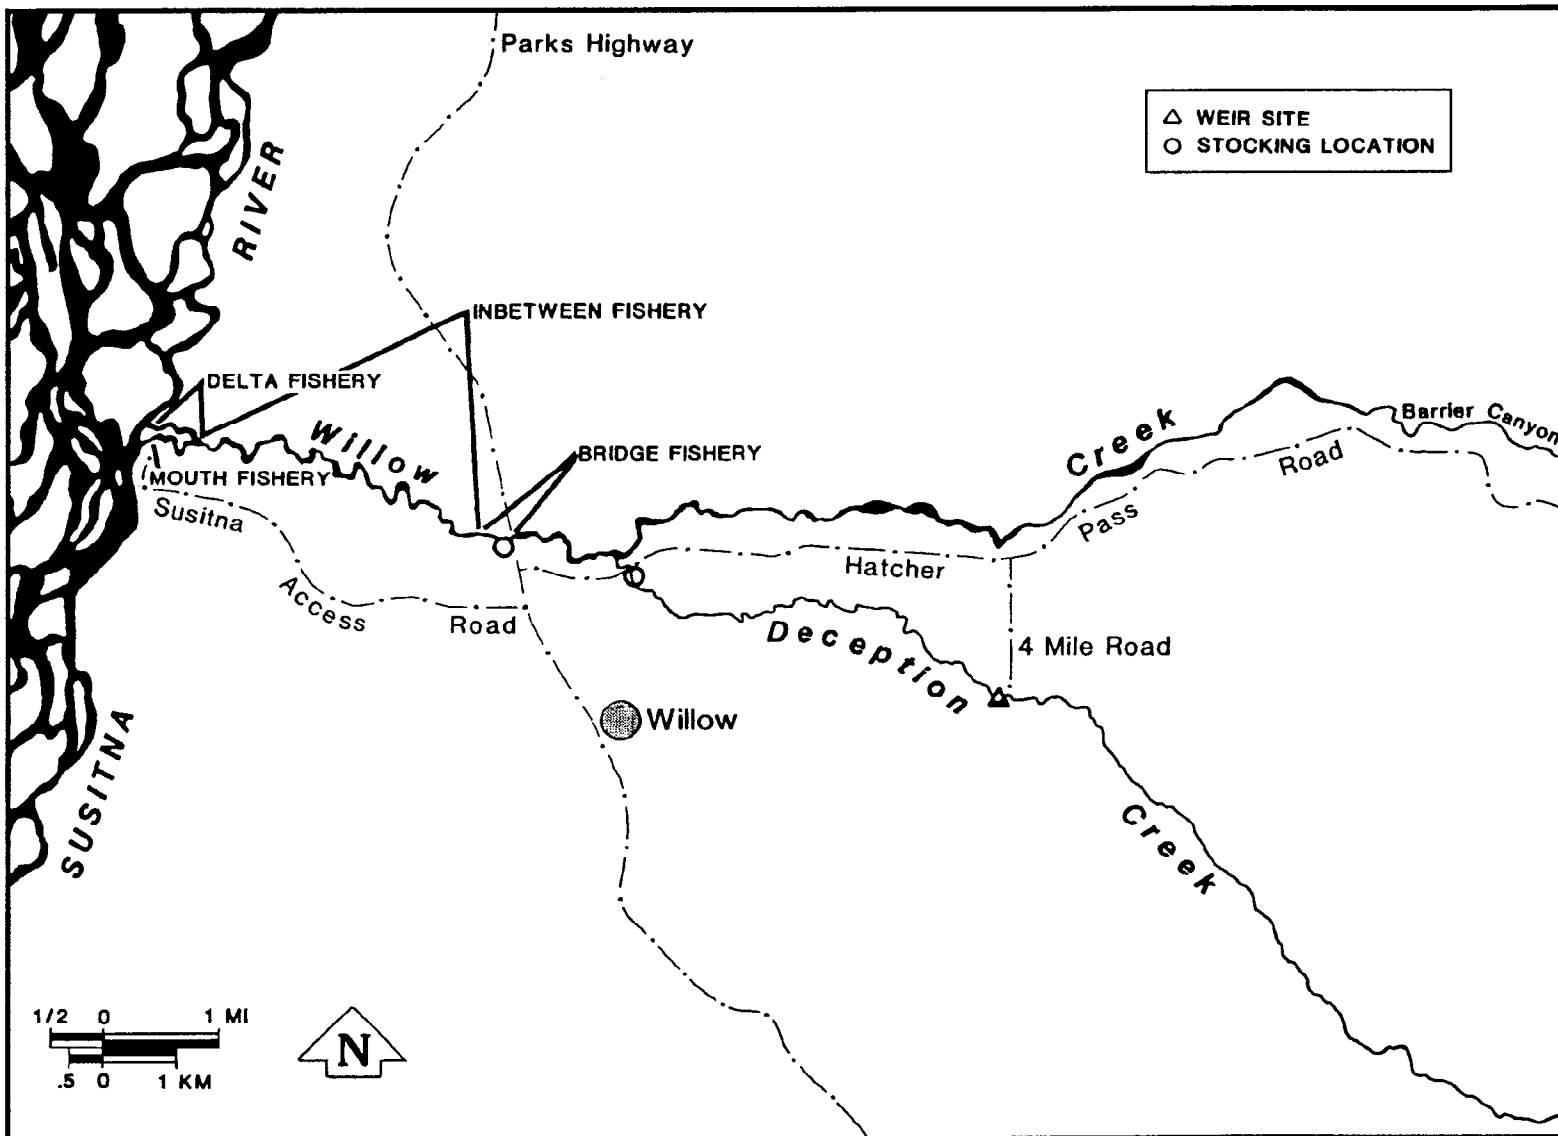 Parks Highway
WEIR SITE
STOCKING LOCATION
RIVER
INBETWEEN FISHERY
DELTA FISHERY
Willow
Creek
Barrier Canyon
BRIDGE FISHERY
MOUTH FISHERY
Susitna
Access
Road
Hatcher
Pass
Road
Deception
4 Mile Road
Willow
SUSITNA
Creek
1/2 0 1 MI
.5 0 1 KM
N